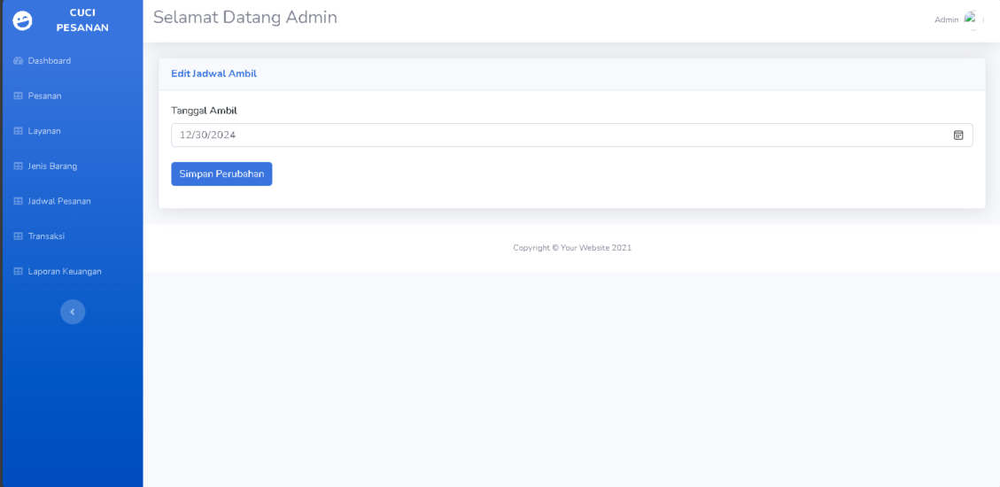 CUCI
PESANAN
Selamat Datang Admin
Admin
Dashboard
Pesanan
Layanan
Jenis Barang
Jadwal Pesanan
Transaksi
Laporan Keuangan
Edit Jadwal Ambil
Tanggal Ambil
12/30/2024
Simpan Perubahan
Copyright © Your Website 2021